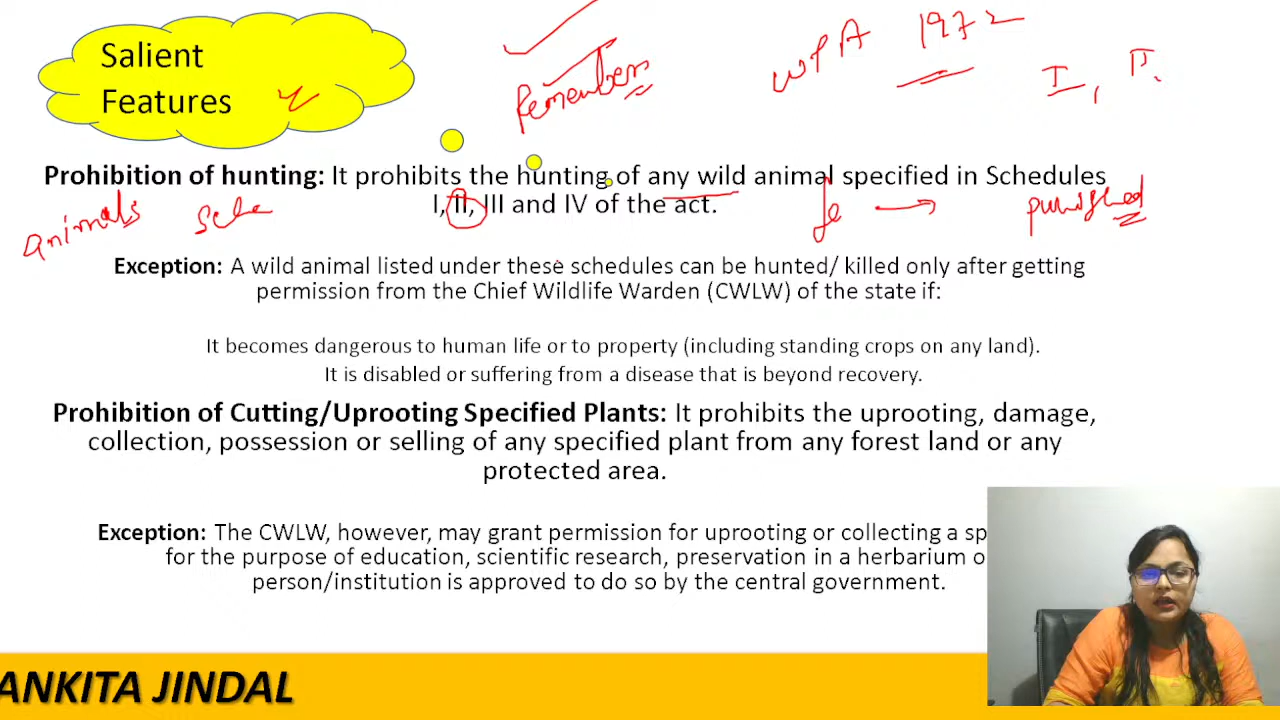 Salient
Features
Remember
WPA 1972
I, II.
Prohibition of hunting: It prohibits the hunting of any wild animal specified in Schedules
I, II, III and IV of the act.
animals
punished
Exception: A wild animal listed under these schedules can be hunted/ killed only after getting
permission from the Chief Wildlife Warden (CWLW) of the state if:
It becomes dangerous to human life or to property (including standing crops on any land).
It is disabled or suffering from a disease that is beyond recovery.
Prohibition of Cutting/Uprooting Specified Plants: It prohibits the uprooting, damage,
collection, possession or selling of any specified plant from any forest land or any
protected area.
Exception: The CWLW, however, may grant permission for uprooting or collecting a sp
for the purpose of education, scientific research, preservation in a herbarium o
person/institution is approved to do so by the central government.
ANKITA JINDAL